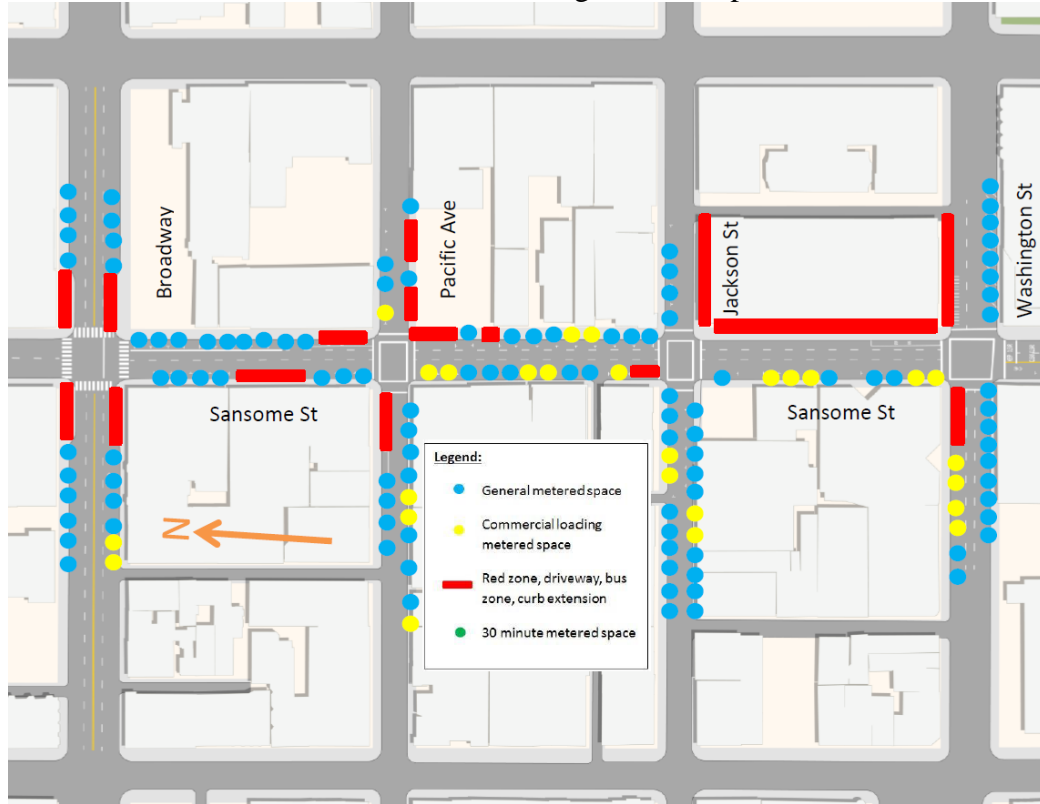 Broadway
Pacific Ave
Jackson St
Washington St
Sansome St
Sansome St
N
Legend:
General metered space
Commercial loading
metered space
Red zone, driveway, bus
zone, curb extension
30 minute metered space